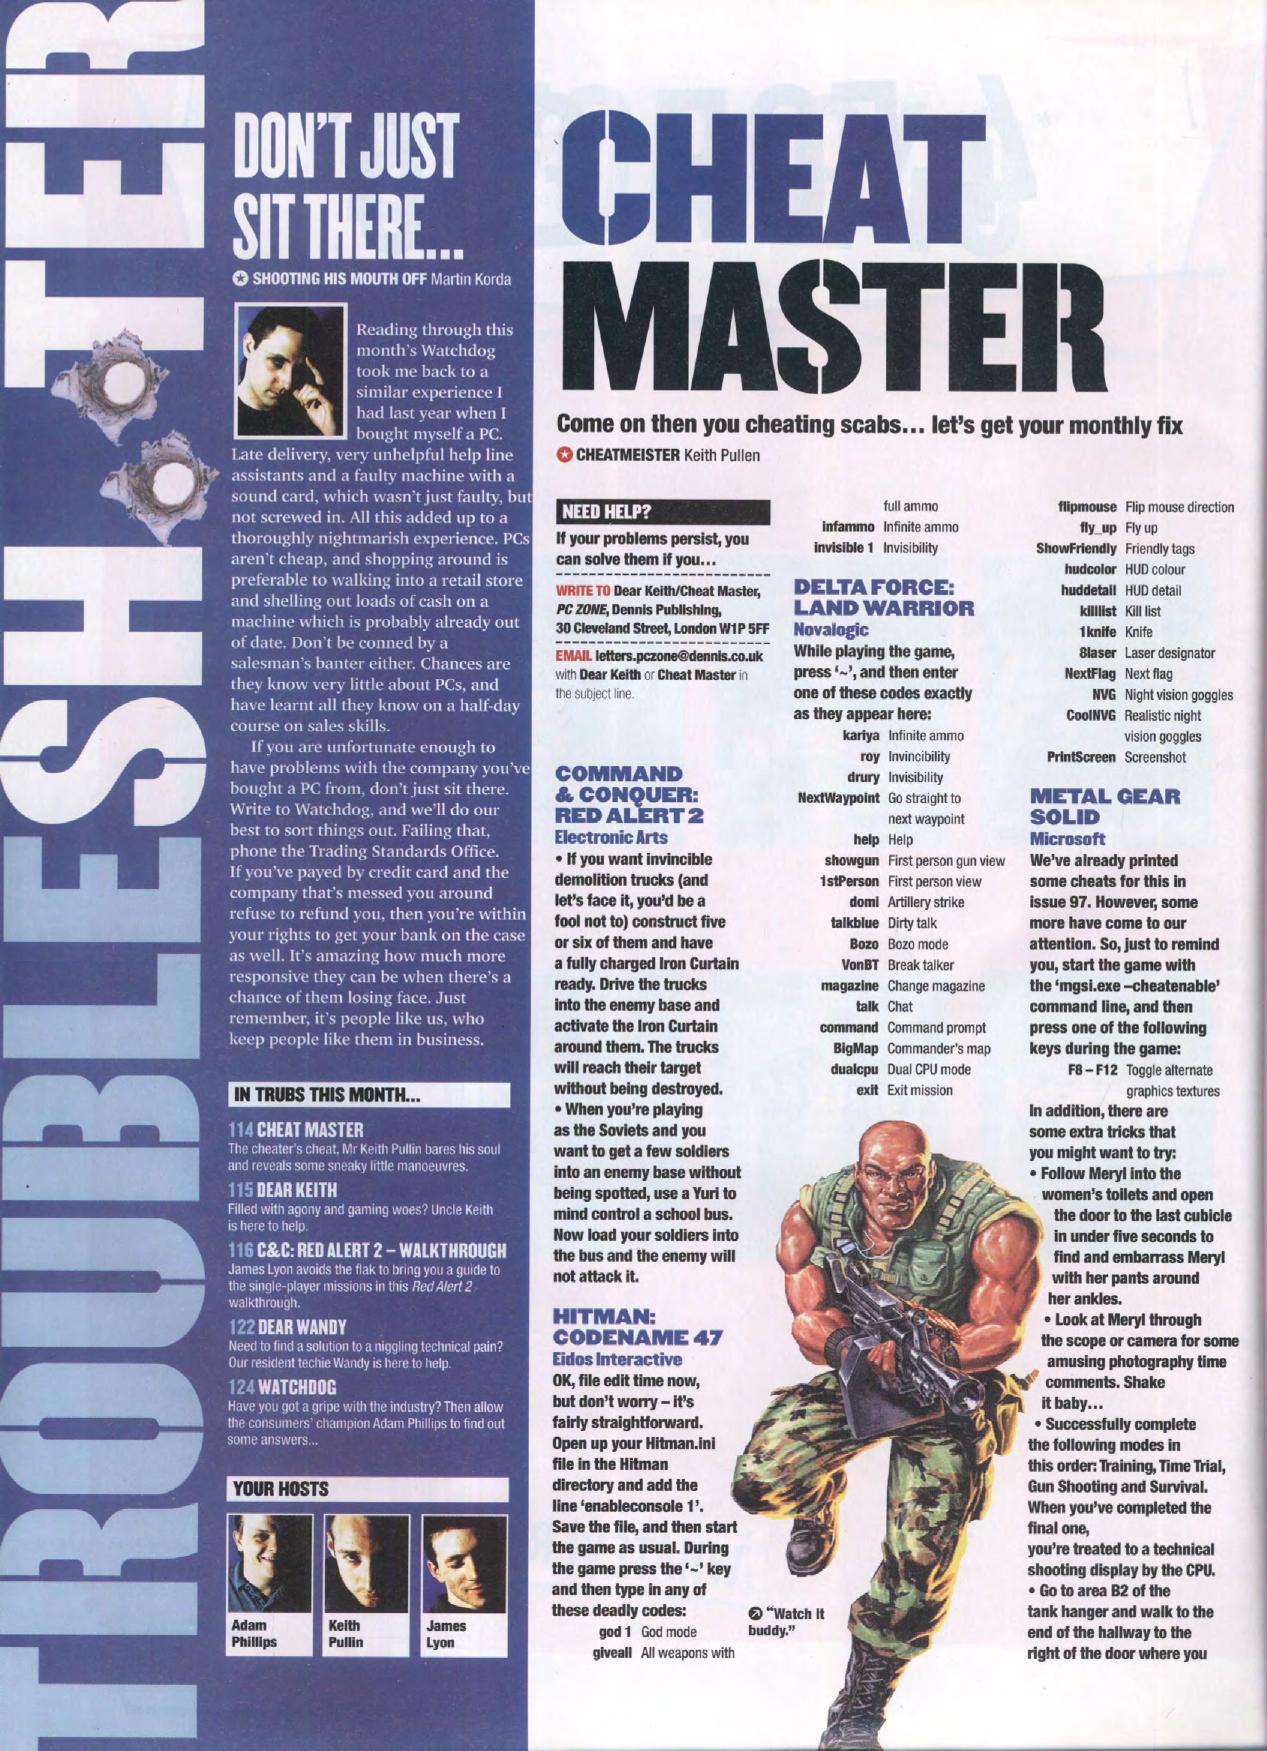 TROUBLESHOOTER
DON'T JUST
SIT THERE...
SHOOTING HIS MOUTH OFF Martin Korda
Reading through this
month's Watchdog
took me back to a
similar experience I
had last year when I
bought myself a PC.
Late delivery, very unhelpful help line
assistants and a faulty machine with a
sound card, which wasn't just faulty, but
not screwed in. All this added up to a
thoroughly nightmarish experience. PCs
aren't cheap, and shopping around is
preferable to walking into a retail store
and shelling out loads of cash on a
machine which is probably already out
of date. Don't be conned by a
salesman's banter either. Chances are
they know very little about PCs, and
have learnt all they know on a half-day
course on sales skills.
If you are unfortunate enough to
have problems with the company you've
bought a PC from, don't just sit there.
Write to Watchdog, and we'll do our
best to sort things out. Failing that,
phone the Trading Standards Office.
If you've payed by credit card and the
company that's messed you around
refuse to refund you, then you're within
your rights to get your bank on the case
as well. It's amazing how much more
responsive they can be when there's a
chance of them losing face. Just
remember, it's people like us, who
keep people like them in business.
IN TRUBS THIS MONTH...
114 CHEAT MASTER
The cheater's cheat, Mr Keith Pullin bares his soul
and reveals some sneaky little manoeuvres.
115 DEAR KEITH
Filled with agony and gaming woes? Uncle Keith
is here to help.
116 C&C: RED ALERT 2 – WALKTHROUGH
James Lyon avoids the flak to bring you a guide to
the single-player missions in this Red Alert 2
walkthrough.
122 DEAR WANDY
Need to find a solution to a niggling technical pain?
Our resident techie Wandy is here to help.
124 WATCHDOG
Have you got a gripe with the industry? Then allow
the consumers' champion Adam Phillips to find out
some answers...
YOUR HOSTS
Adam
Phillips
Keith
Pullin
James
Lyon
CHEAT
MASTER
Come on then you cheating scabs... let's get your monthly fix
CHEATMEISTER Keith Pullen
NEED HELP?
If your problems persist, you
can solve them if you...
WRITE TO Dear Keith/Cheat Master,
PC ZONE, Dennis Publishing,
30 Cleveland Street, London W1P 5FF
EMAIL letters.pczone@dennis.co.uk
with Dear Keith or Cheat Master in
the subject line.
COMMAND
& CONQUER:
RED ALERT 2
Electronic Arts
• If you want invincible
demolition trucks (and
let's face it, you'd be a
fool not to) construct five
or six of them and have
a fully charged Iron Curtain
ready. Drive the trucks
into the enemy base and
activate the Iron Curtain
around them. The trucks
will reach their target
without being destroyed.
• When you're playing
as the Soviets and you
want to get a few soldiers
into an enemy base without
being spotted, use a Yuri to
mind control a school bus.
Now load your soldiers into
the bus and the enemy will
not attack it.
HITMAN:
CODENAME 47
Eidos Interactive
OK, file edit time now,
but don't worry – it's
fairly straightforward.
Open up your Hitman.ini
file in the Hitman
directory and add the
line 'enableconsole 1'.
Save the file, and then start
the game as usual. During
the game press the '~' key
and then type in any of
these deadly codes:
god 1 God mode
giveall All weapons with
full ammo
infammo Infinite ammo
invisible 1 Invisibility
DELTA FORCE:
LAND WARRIOR
Novalogic
While playing the game,
press '~', and then enter
one of these codes exactly
as they appear here:
kariya Infinite ammo
roy Invincibility
drury Invisibility
NextWaypoint Go straight to
next waypoint
help Help
showgun First person gun view
1stPerson First person view
domi Artillery strike
talkblue Dirty talk
Bozo Bozo mode
VonBT Break talker
magazine Change magazine
talk Chat
command Command prompt
BigMap Commander's map
dualcpu Dual CPU mode
exit Exit mission
"Watch it
buddy."
flipmouse Flip mouse direction
fly_up Fly up
ShowFriendly Friendly tags
hudcolor HUD colour
huddetail HUD detail
killlist Kill list
1knife Knife
8laser Laser designator
NextFlag Next flag
NVG Night vision goggles
CoolNVG Realistic night
vision goggles
PrintScreen Screenshot
METAL GEAR
SOLID
Microsoft
We've already printed
some cheats for this in
issue 97. However, some
more have come to our
attention. So, just to remind
you, start the game with
the 'mgsi.exe –cheatenable'
command line, and then
press one of the following
keys during the game:
F8 – F12 Toggle alternate
graphics textures
In addition, there are
some extra tricks that
you might want to try:
• Follow Meryl into the
women's toilets and open
the door to the last cubicle
in under five seconds to
find and embarrass Meryl
with her pants around
her ankles.
• Look at Meryl through
the scope or camera for some
amusing photography time
comments. Shake
it baby...
• Successfully complete
the following modes in
this order: Training, Time Trial,
Gun Shooting and Survival.
When you've completed the
final one,
you're treated to a technical
shooting display by the CPU.
• Go to area B2 of the
tank hanger and walk to the
end of the hallway to the
right of the door where you